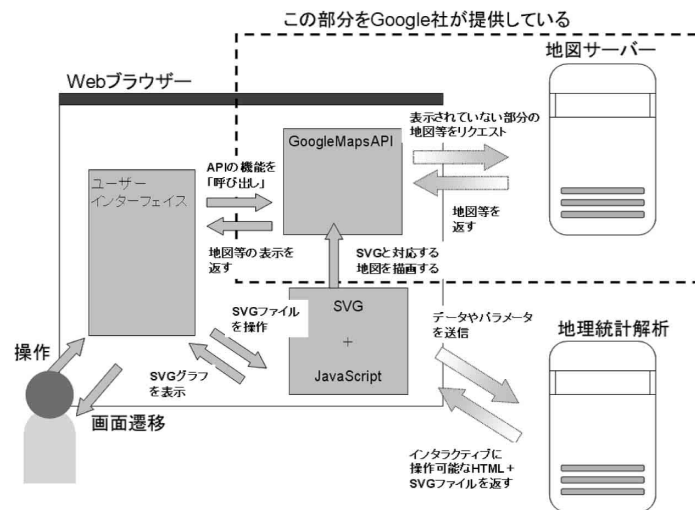 この部分をGoogle社が提供している
地図サーバー
Webブラウザー
表示されていない部分の
地図等をリクエスト
GoogleMapsAPI
APIの機能を
「呼び出し」
ユーザー
インターフェイス
地図等を
返す
地図等の表示を
返す
SVGと対応する
地図を描画する
SVG
+
JavaScript
SVGファイル
を操作
データやパラメータ
を送信
地理統計解析
操作
SVGグラフ
を表示
画面遷移
インタラクティブに
操作可能なHTML+
SVGファイルを返す